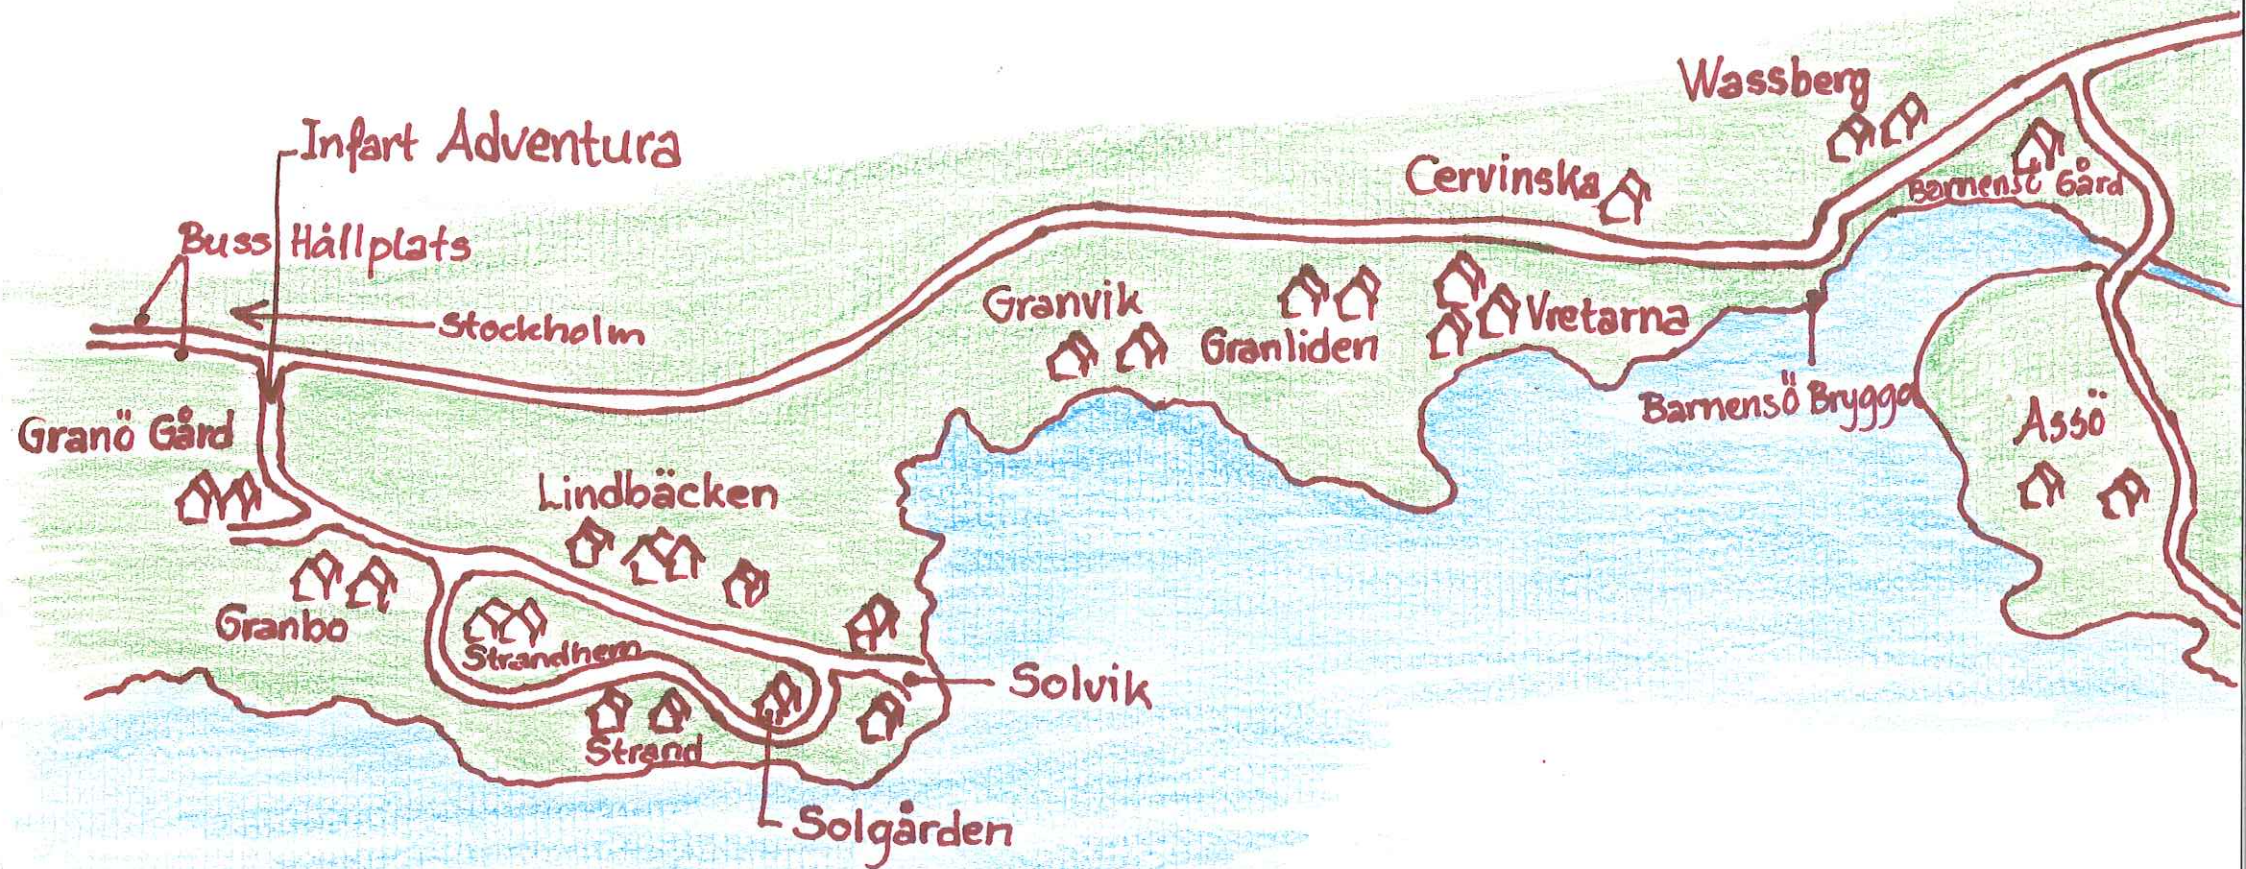 Wassberg
Infart Adventura
Cervinska
Barnensö Gård
Buss Hållplats
Stockholm
Granvik
Granliden
Vretarna
Barnensö Brygga
Assö
Granö Gård
Lindbäcken
Granbo
Strandhem
Solvik
Strand
Solgården